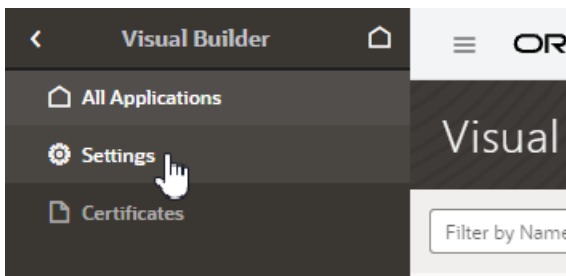 Visual Builder
All Applications
Settings
Certificates
OR
Visual
Filter by Name